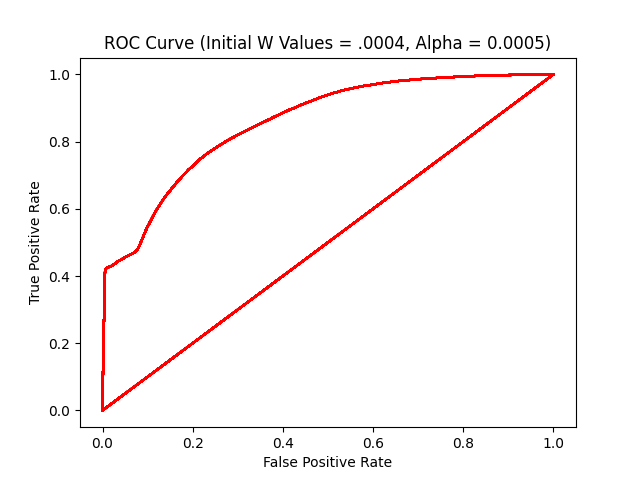 ROC Curve (Initial W Values = .0004, Alpha = 0.0005)
1.0
0.8
0.6
0.4
0.2
0.0
True Positive Rate
0.0 0.2 0.4 0.6 0.8 1.0
False Positive Rate